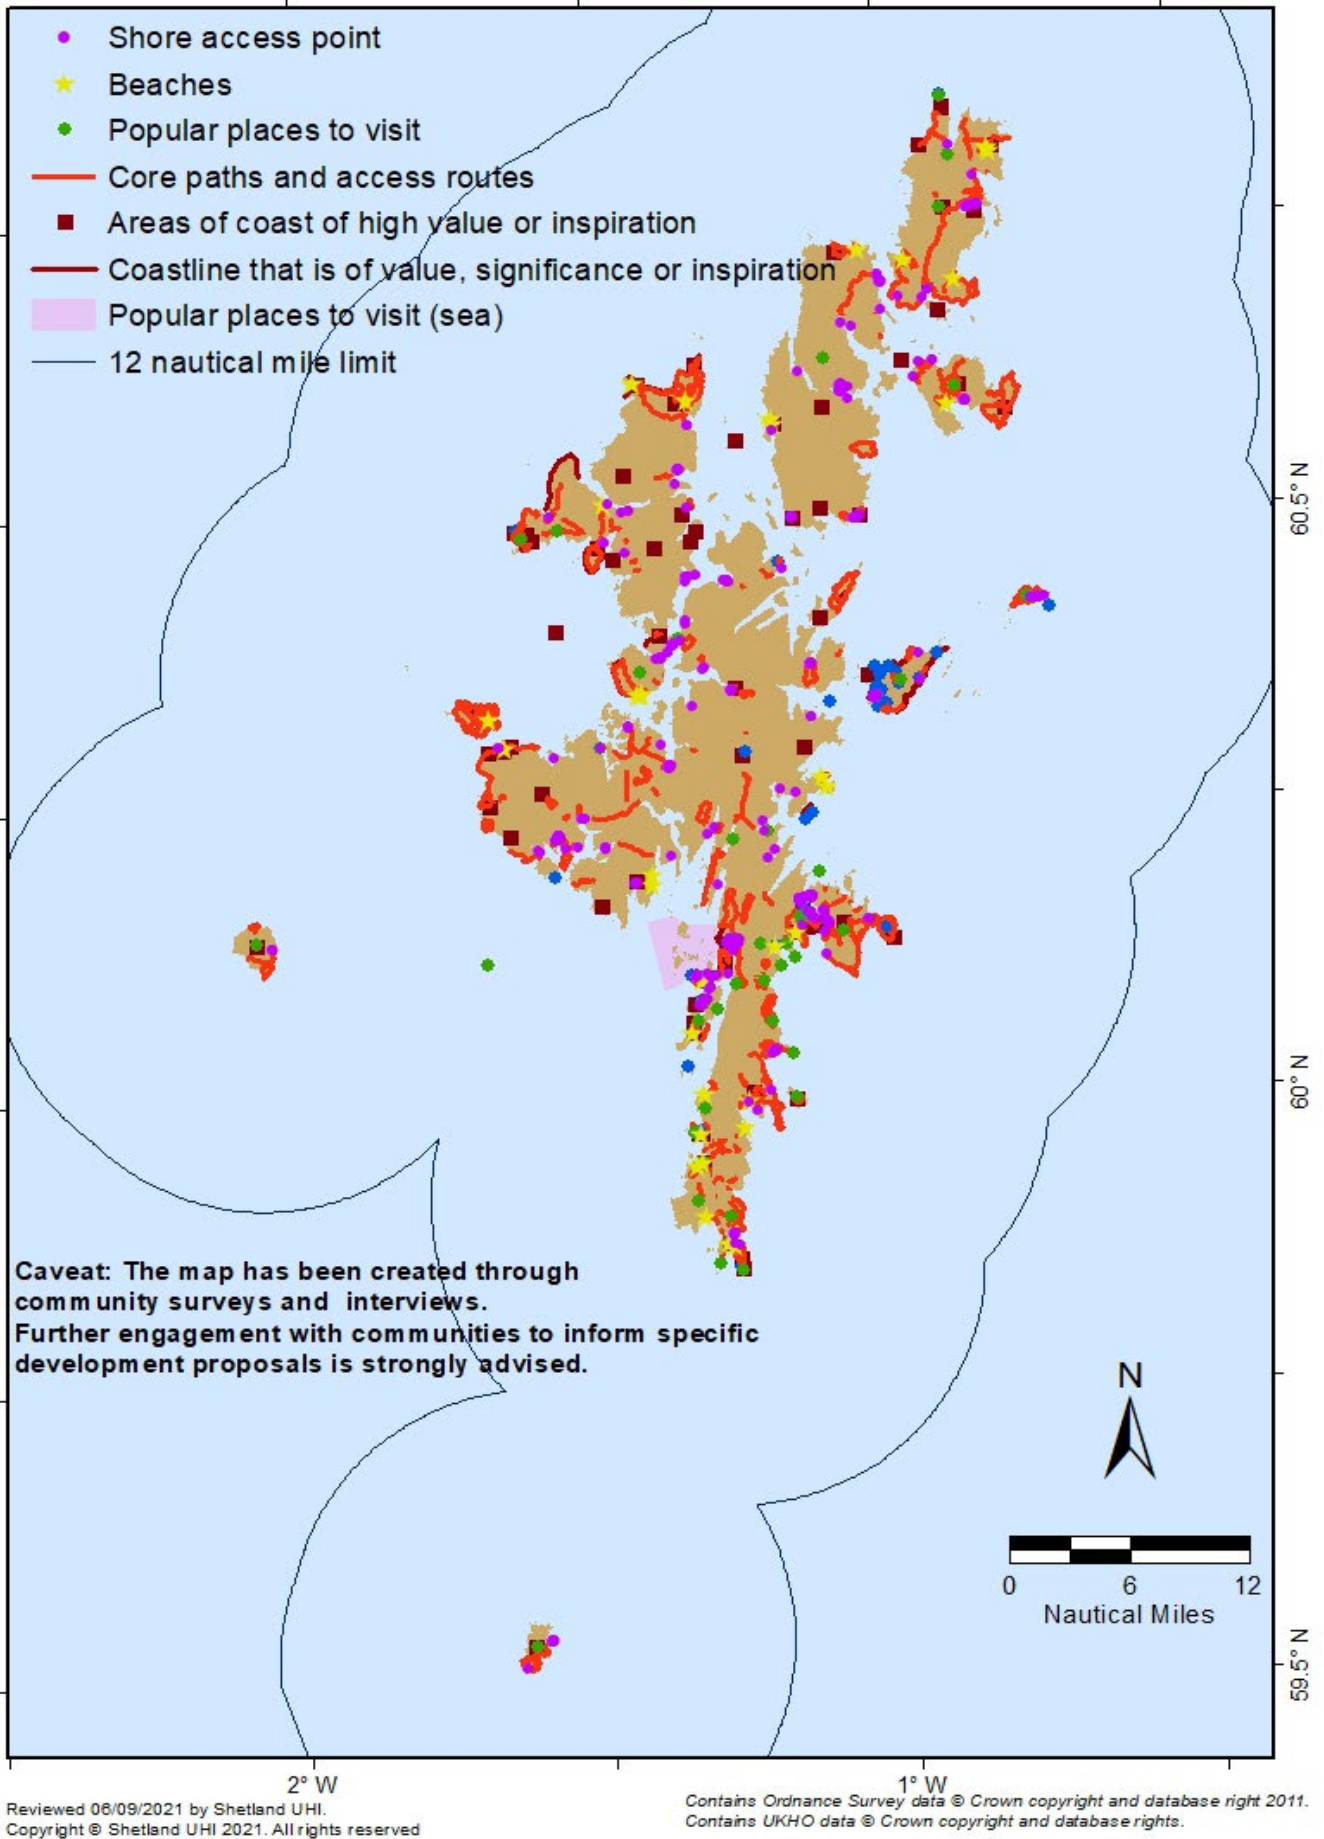 Shore access point
Beaches
Popular places to visit
Core paths and access routes
Areas of coast of high value or inspiration
Coastline that is of value, significance or inspiration
Popular places to visit (sea)
12 nautical mile limit
60.5° N
60° N
Caveat: The map has been created through
community surveys and interviews.
Further engagement with communities to inform specific
development proposals is strongly advised.
N
0 6 12
Nautical Miles
59.5° N
2° W 1° W
Reviewed 06/09/2021 by Shetland UHI.
Copyright © Shetland UHI 2021. All rights reserved
Contains Ordnance Survey data © Crown copyright and database right 2011.
Contains UKHO data © Crown copyright and database rights.